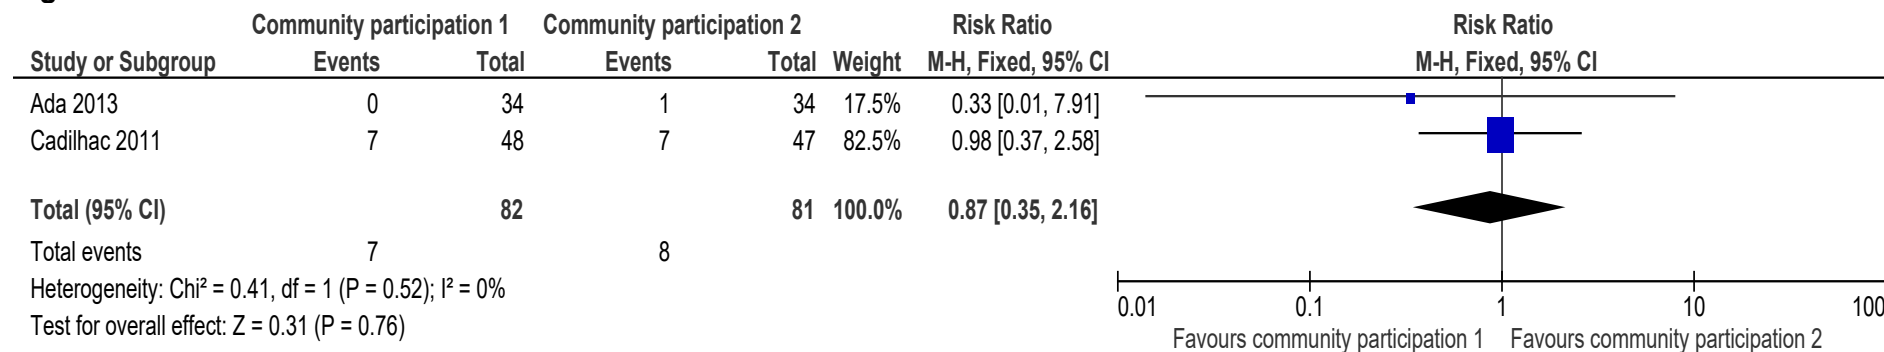 Community participation 1 Community participation 2 Risk Ratio Risk Ratio
Study or Subgroup Events Total Events Total Weight M-H, Fixed, 95% CI M-H, Fixed, 95% CI
Ada 2013 0 34 1 34 17.5% 0.33 [0.01, 7.91]
Cadilhac 2011 7 48 7 47 82.5% 0.98 [0.37, 2.58]
Total (95% CI) 82 81 100.0% 0.87 [0.35, 2.16]
Total events 7 8
Heterogeneity: Chi² = 0.41, df = 1 (P = 0.52); I² = 0%
Test for overall effect: Z = 0.31 (P = 0.76)
0.01 0.1 1 10 100
Favours community participation 1 Favours community participation 2